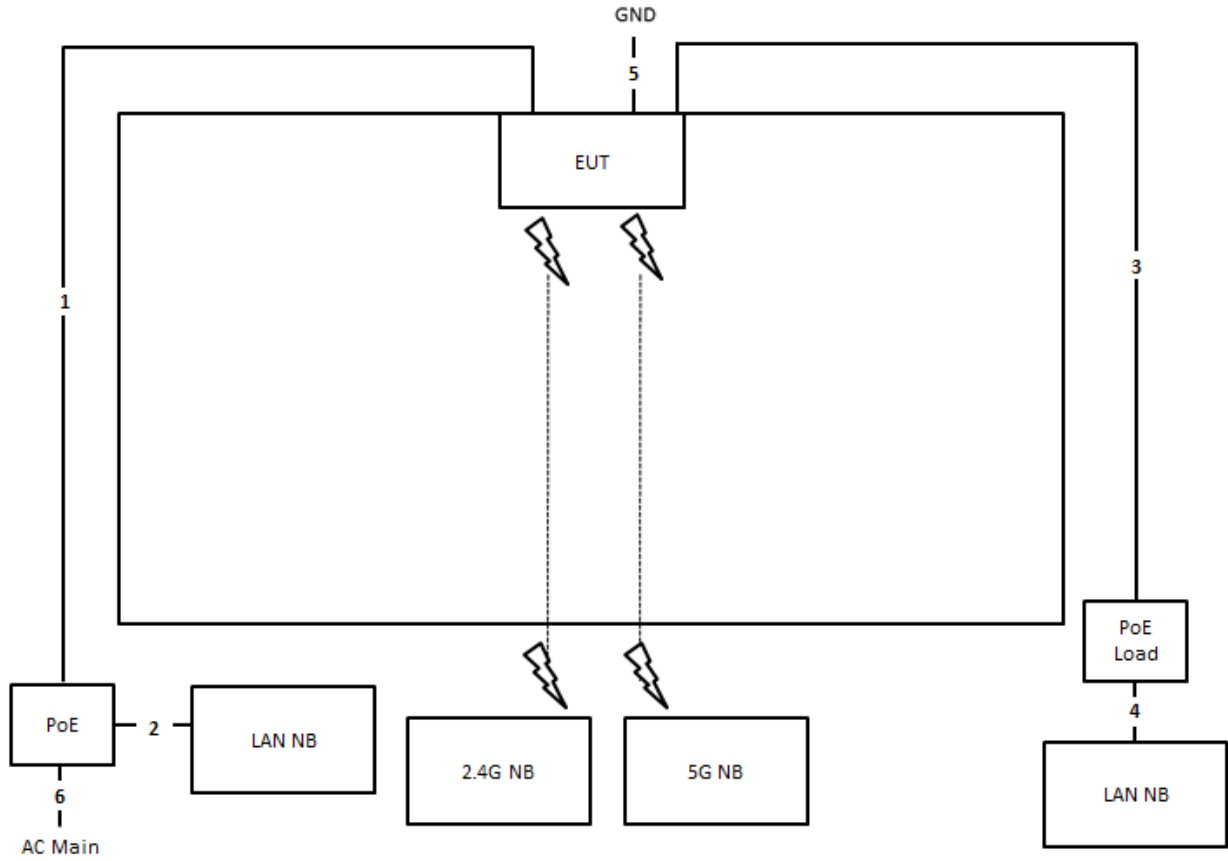 GND
5
EUT
1
3
PoE
Load
PoE
2
LAN NB
2.4G NB
5G NB
4
6
LAN NB
AC Main